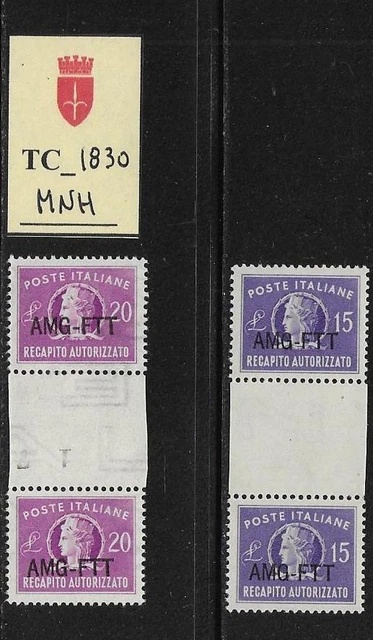 TC_1830
MNH
POSTE ITALIANE
£ 20
AMG-FTT
RECAPITO AUTORIZZATO
POSTE ITALIANE
£ 20
AMG-FTT
RECAPITO AUTORIZZATO
POSTE ITALIANE
£ 15
AMG-FTT
RECAPITO AUTORIZZATO
POSTE ITALIANE
£ 15
AMG-FTT
RECAPITO AUTORIZZATO